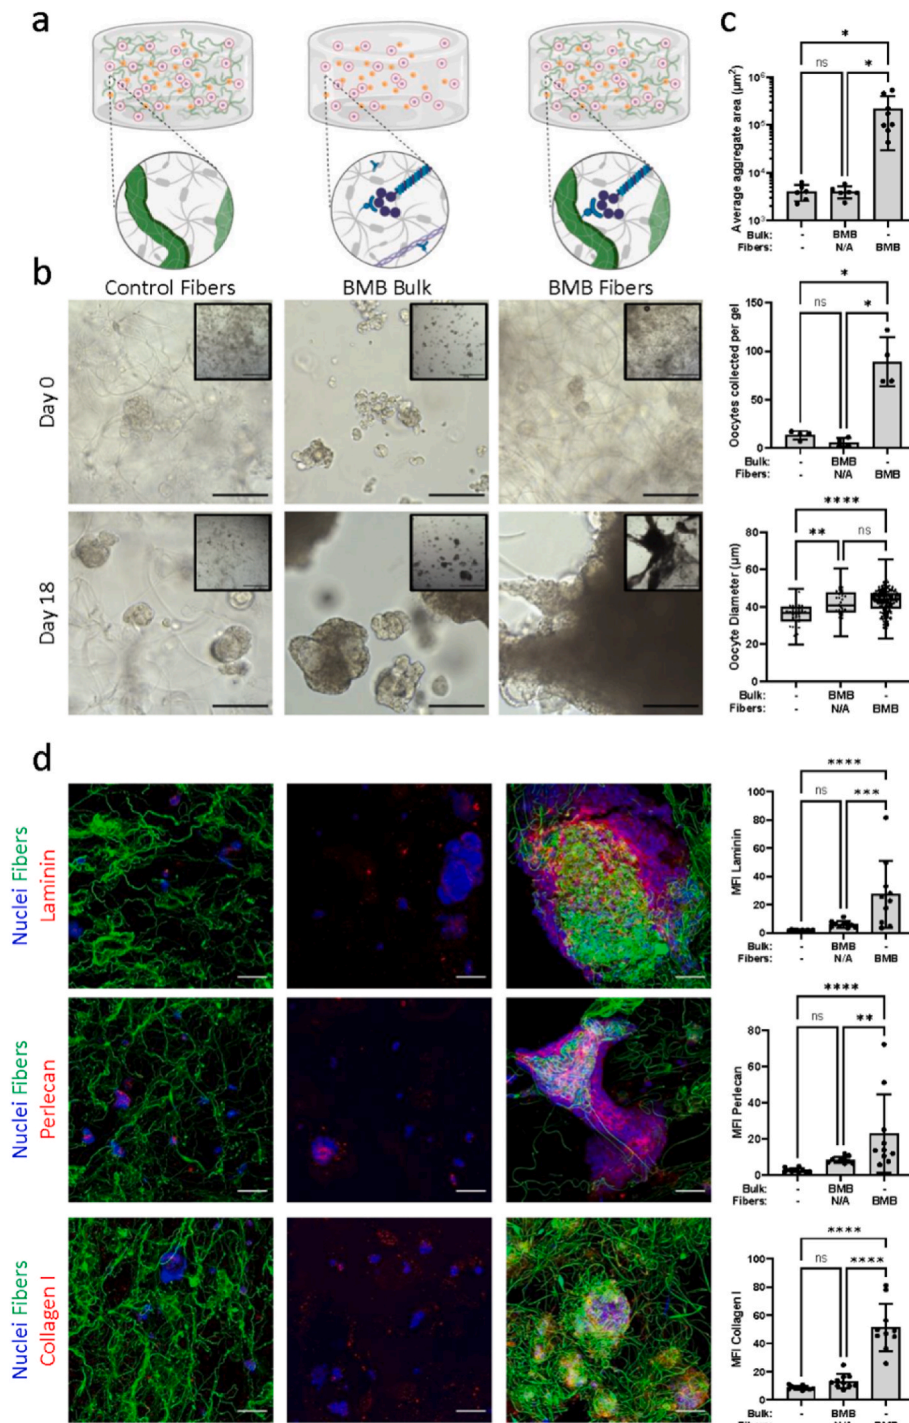 a
b
Control Fibers
BMB Bulk
BMB Fibers
Day 0
Day 18
c
*
ns
*
Average aggregate area (µm²)
10⁶
10⁵
10⁴
10³
Bulk: - BMB -
Fibers: - N/A BMB
*
ns
*
Oocytes collected per gel
150
100
50
0
Bulk: - BMB -
Fibers: - N/A BMB
****
**
ns
Oocyte Diameter (µm)
80
60
40
20
0
Bulk: - BMB -
Fibers: - N/A BMB
d
Nuclei Fibers
Laminin
Nuclei Fibers
Perlecan
Nuclei Fibers
Collagen I
****
ns
***
MFI Laminin
100
80
60
40
20
0
Bulk: - BMB -
Fibers: - N/A BMB
****
ns
**
MFI Perlecan
80
60
40
20
0
Bulk: - BMB -
Fibers: - N/A BMB
****
ns
****
MFI Collagen I
100
80
60
40
20
0
Bulk: - BMB -
Fibers: - N/A BMB